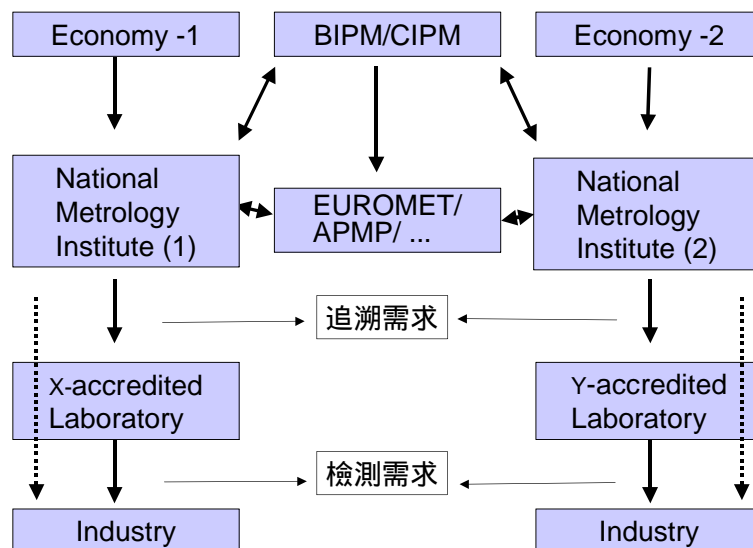 Economy -1
BIPM/CIPM
Economy -2
National
Metrology
Institute (1)
EUROMET/
APMP/ ...
National
Metrology
Institute (2)
追溯需求
X-accredited
Laboratory
Y-accredited
Laboratory
檢測需求
Industry
Industry